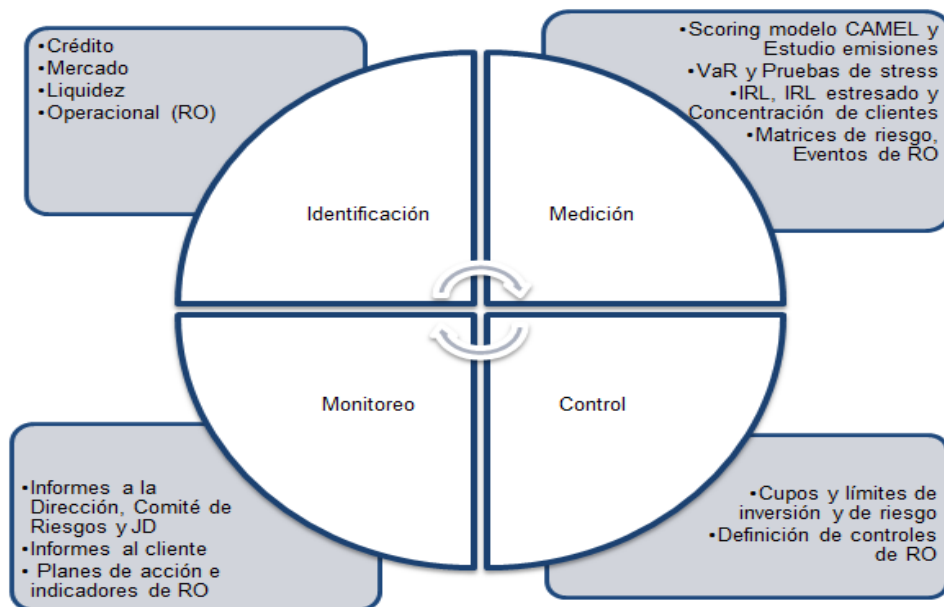 •Crédito
•Mercado
•Liquidez
•Operacional (RO)
•Scoring modelo CAMEL y
Estudio emisiones
•VaR y Pruebas de stress
•IRL, IRL estresado y
Concentración de clientes
•Matrices de riesgo,
Eventos de RO
Identificación
Medición
Monitoreo
Control
•Informes a la
Dirección, Comité de
Riesgos y JD
•Informes al cliente
• Planes de acción e
indicadores de RO
•Cupos y límites de
inversión y de riesgo
•Definición de controles
de RO